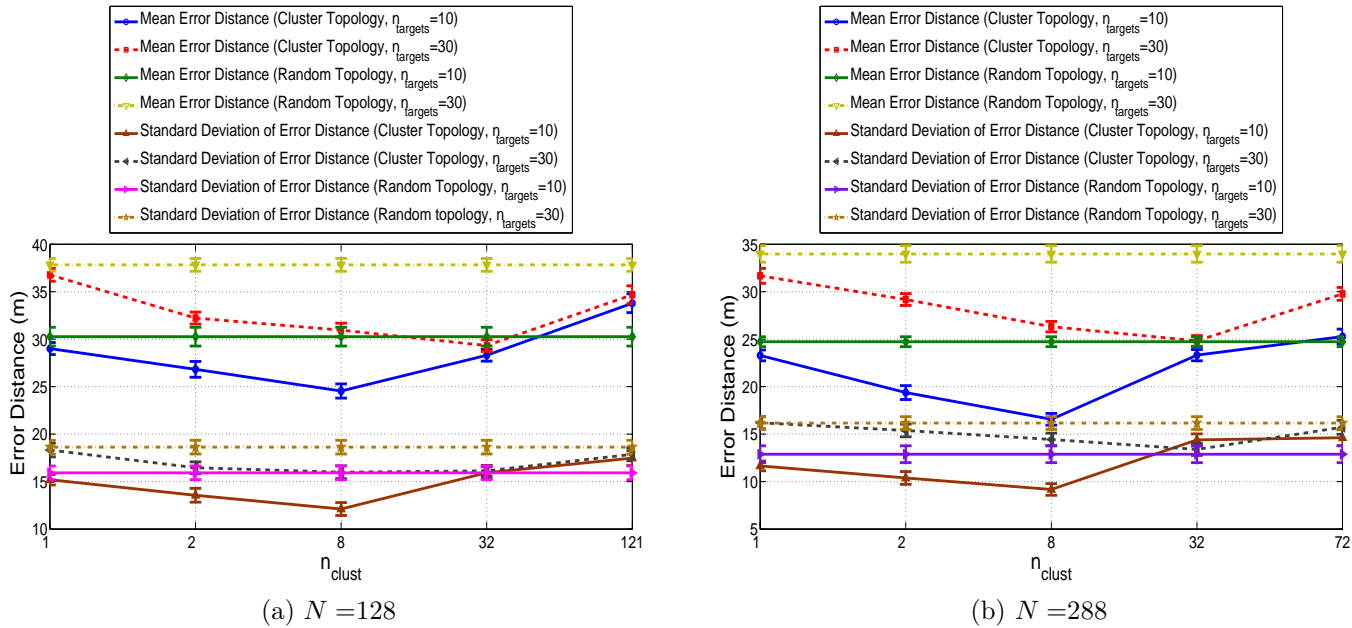 Mean Error Distance (Cluster Topology, n_targets=10)
Mean Error Distance (Cluster Topology, n_targets=30)
Mean Error Distance (Random Topology, n_targets=10)
Mean Error Distance (Random Topology, n_targets=30)
Standard Deviation of Error Distance (Cluster Topology, n_targets=10)
Standard Deviation of Error Distance (Cluster Topology, n_targets=30)
Standard Deviation of Error Distance (Random Topology, n_targets=10)
Standard Deviation of Error Distance (Random topology, n_targets=30)
40
35
30
25
20
15
10
Error Distance (m)
1 2 8 32 121
n_clust
(a) N =128
Mean Error Distance (Cluster Topology, n_targets=10)
Mean Error Distance (Cluster Topology, n_targets=30)
Mean Error Distance (Random Topology, n_targets=10)
Mean Error Distance (Random Topology, n_targets=30)
Standard Deviation of Error Distance (Cluster Topology, n_targets=10)
Standard Deviation of Error Distance (Cluster Topology, n_targets=30)
Standard Deviation of Error Distance (Random Topology, n_targets=10)
Standard Deviation of Error Distance (Random Topology, n_targets=30)
35
30
25
20
15
10
5
Error Distance (m)
1 2 8 32 72
n_clust
(b) N =288